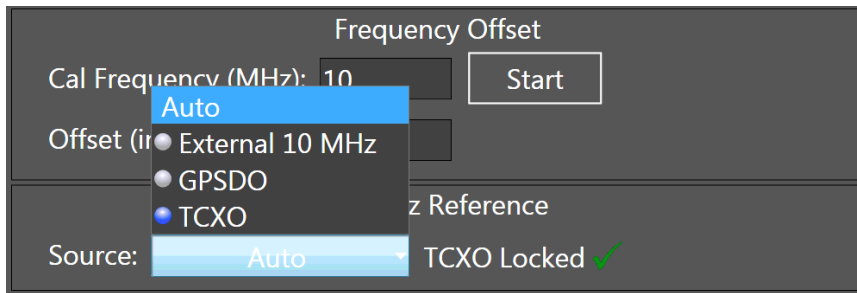 Frequency Offset
Cal Frequency (MHz): 10 Start
Auto
Offset (in
External 10 MHz
GPSDO
TCXO
z Reference
Source: Auto TCXO Locked